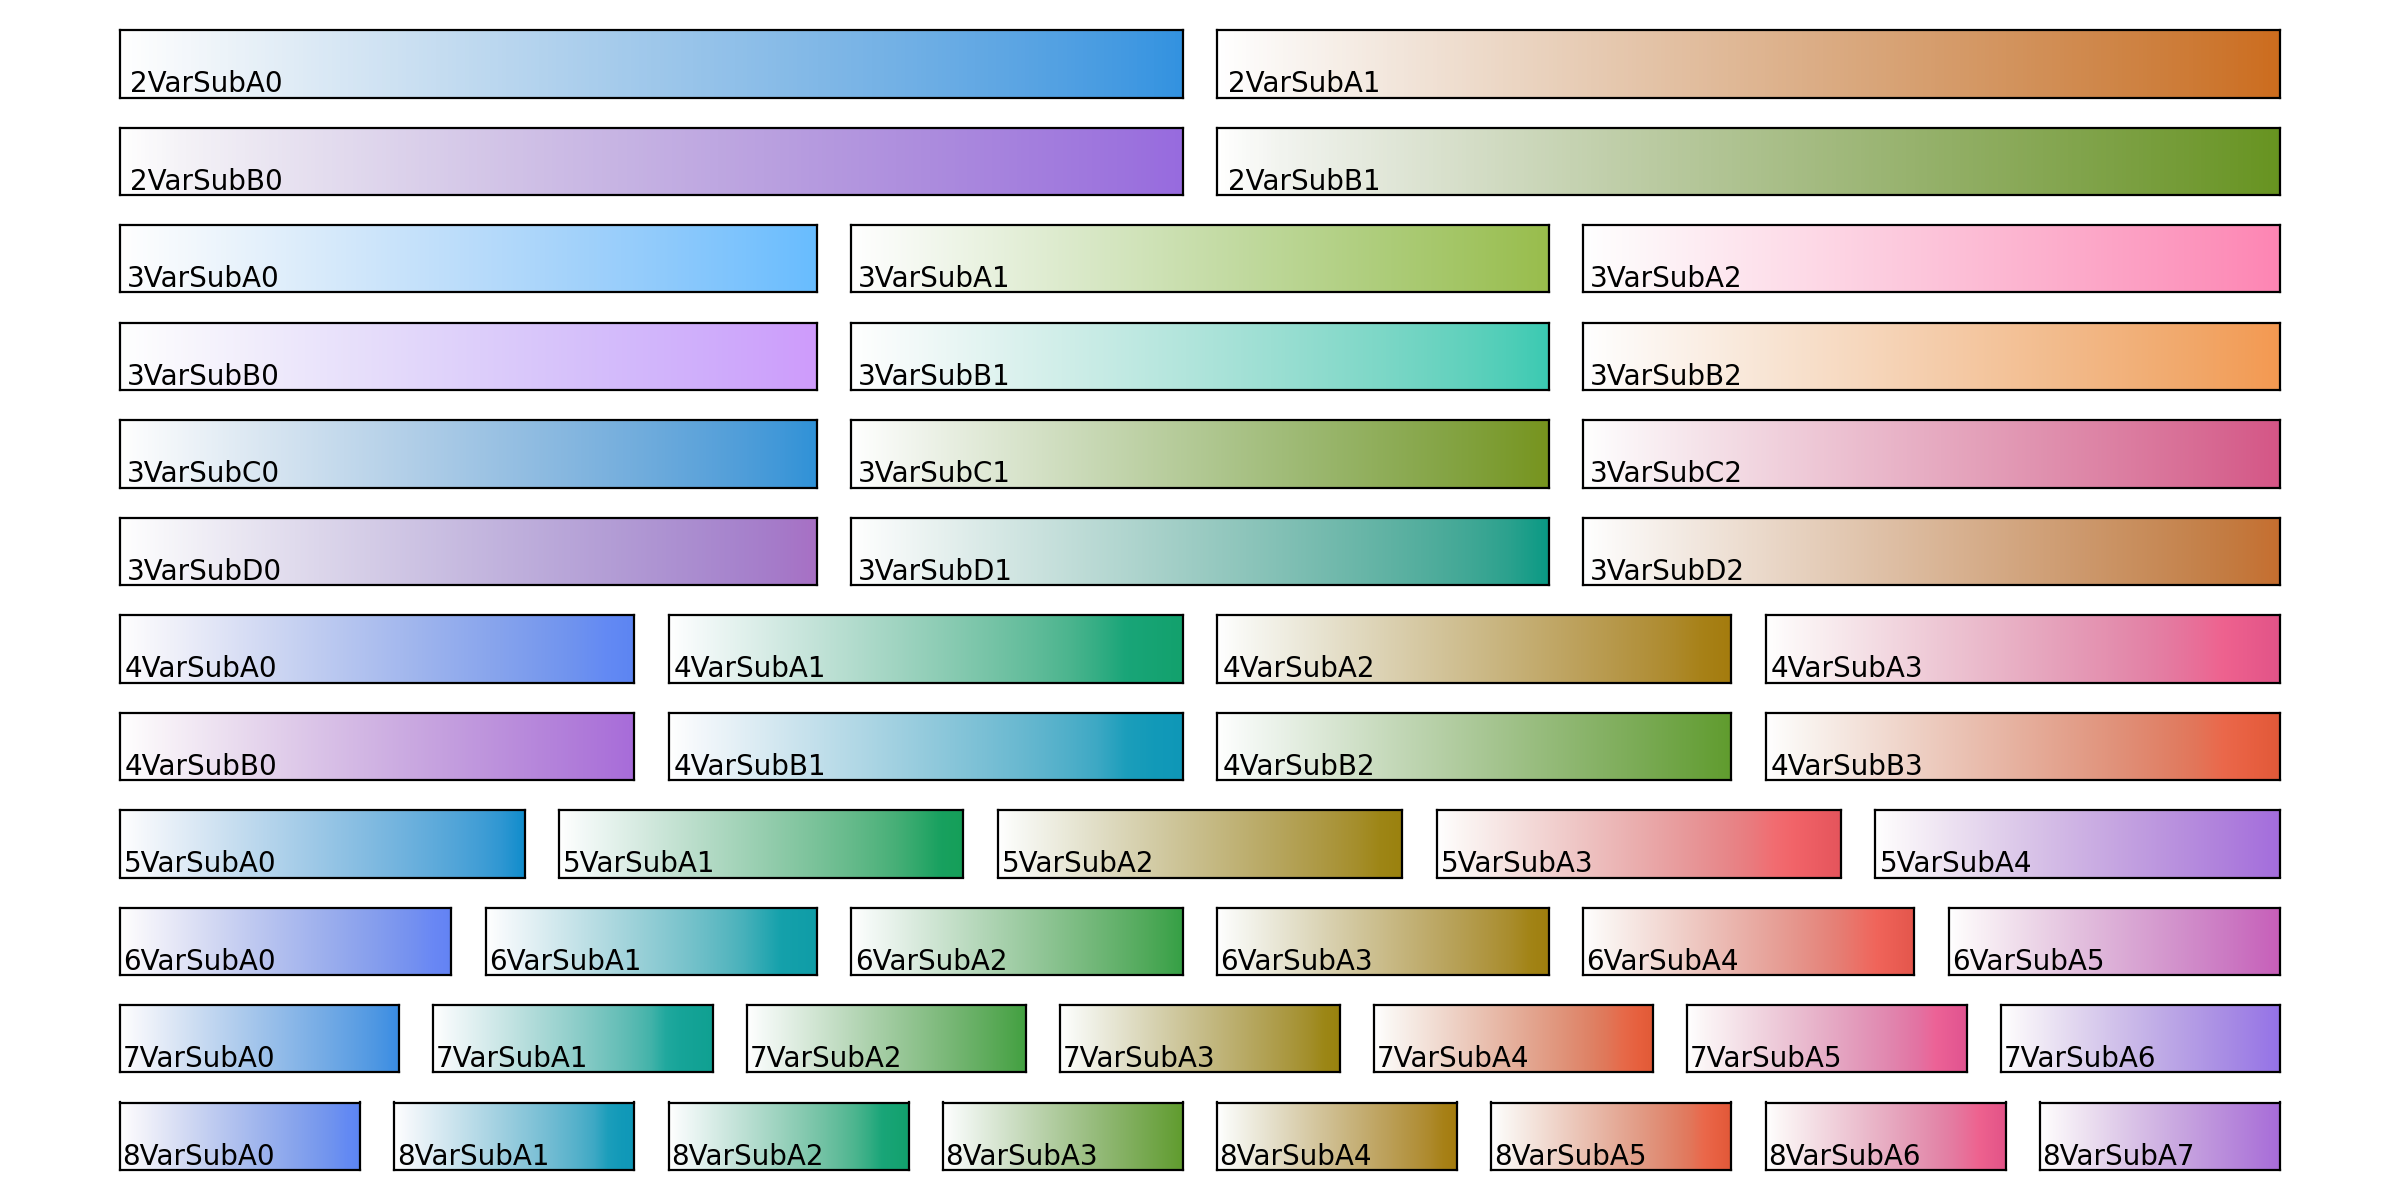 2VarSubA0 2VarSubA1
2VarSubB0 2VarSubB1
3VarSubA0 3VarSubA1 3VarSubA2
3VarSubB0 3VarSubB1 3VarSubB2
3VarSubC0 3VarSubC1 3VarSubC2
3VarSubD0 3VarSubD1 3VarSubD2
4VarSubA0 4VarSubA1 4VarSubA2 4VarSubA3
4VarSubB0 4VarSubB1 4VarSubB2 4VarSubB3
5VarSubA0 5VarSubA1 5VarSubA2 5VarSubA3 5VarSubA4
6VarSubA0 6VarSubA1 6VarSubA2 6VarSubA3 6VarSubA4 6VarSubA5
7VarSubA0 7VarSubA1 7VarSubA2 7VarSubA3 7VarSubA4 7VarSubA5 7VarSubA6
8VarSubA0 8VarSubA1 8VarSubA2 8VarSubA3 8VarSubA4 8VarSubA5 8VarSubA6 8VarSubA7